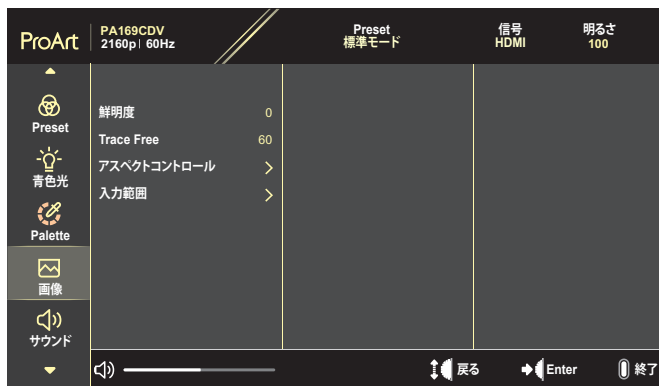 ProArt
PA169CDV
2160p| 60Hz
Preset
標準モード
信号
HDMI
明るさ
100
Preset
青色光
Palette
画像
サウンド
鮮明度 0
Trace Free 60
アスペクトコントロール
入力範囲
戻る
Enter
終了